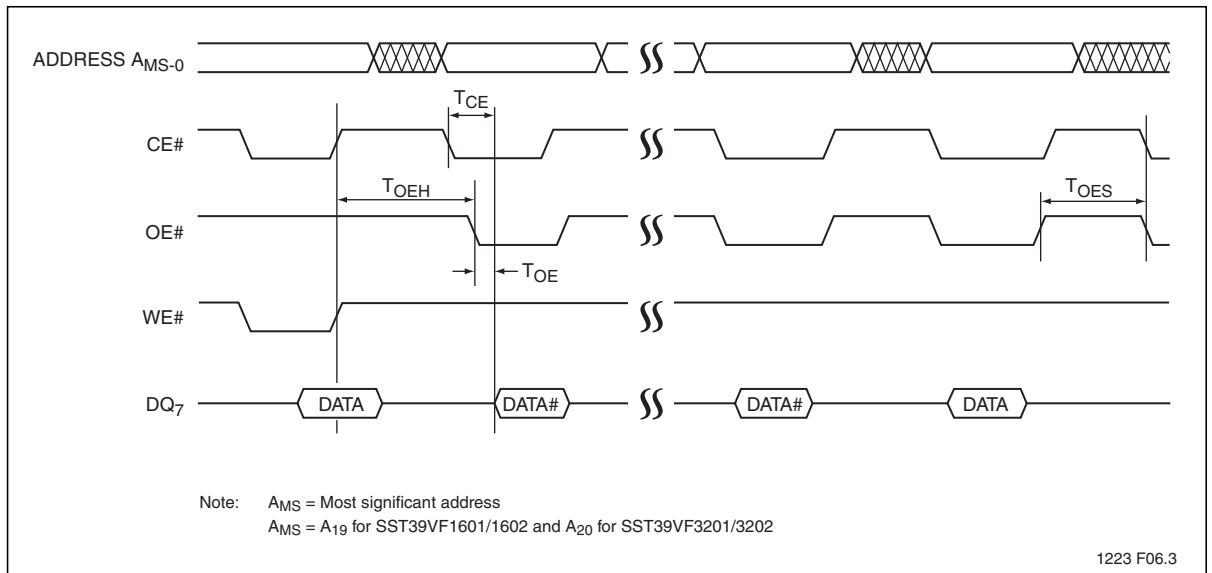 ADDRESS AMS-0
TCE
CE#
TOEH
TOES
OE#
TOE
WE#
DQ7
DATA
DATA#
DATA#
DATA
Note: AMS = Most significant address
AMS = A19 for SST39VF1601/1602 and A20 for SST39VF3201/3202
1223 F06.3